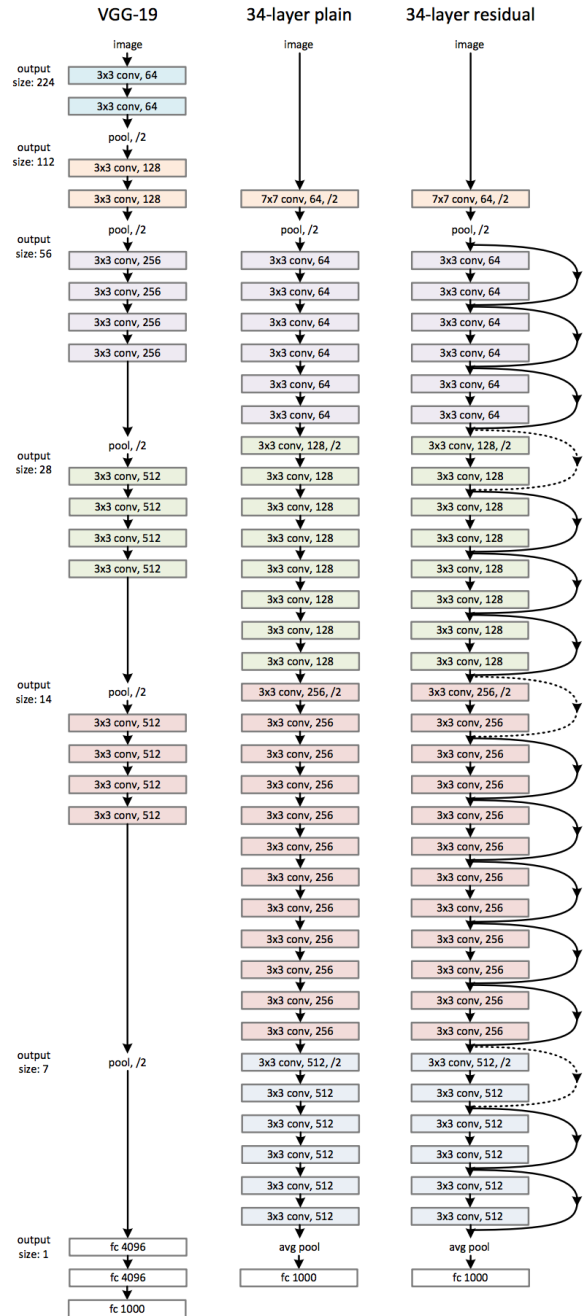 output
size: 224
output
size: 112
output
size: 56
output
size: 28
output
size: 14
output
size: 7
output
size: 1
VGG-19
image
3x3 conv, 64
3x3 conv, 64
pool, /2
3x3 conv, 128
3x3 conv, 128
pool, /2
3x3 conv, 256
3x3 conv, 256
3x3 conv, 256
3x3 conv, 256
pool, /2
3x3 conv, 512
3x3 conv, 512
3x3 conv, 512
3x3 conv, 512
pool, /2
3x3 conv, 512
3x3 conv, 512
3x3 conv, 512
3x3 conv, 512
pool, /2
fc 4096
fc 4096
fc 1000
34-layer plain
image
7x7 conv, 64, /2
pool, /2
3x3 conv, 64
3x3 conv, 64
3x3 conv, 64
3x3 conv, 64
3x3 conv, 64
3x3 conv, 64
3x3 conv, 128, /2
3x3 conv, 128
3x3 conv, 128
3x3 conv, 128
3x3 conv, 128
3x3 conv, 128
3x3 conv, 128
3x3 conv, 128
3x3 conv, 256, /2
3x3 conv, 256
3x3 conv, 256
3x3 conv, 256
3x3 conv, 256
3x3 conv, 256
3x3 conv, 256
3x3 conv, 256
3x3 conv, 256
3x3 conv, 256
3x3 conv, 256
3x3 conv, 256
3x3 conv, 512, /2
3x3 conv, 512
3x3 conv, 512
3x3 conv, 512
3x3 conv, 512
3x3 conv, 512
avg pool
fc 1000
34-layer residual
image
7x7 conv, 64, /2
pool, /2
3x3 conv, 64
3x3 conv, 64
3x3 conv, 64
3x3 conv, 64
3x3 conv, 64
3x3 conv, 64
3x3 conv, 128, /2
3x3 conv, 128
3x3 conv, 128
3x3 conv, 128
3x3 conv, 128
3x3 conv, 128
3x3 conv, 128
3x3 conv, 128
3x3 conv, 256, /2
3x3 conv, 256
3x3 conv, 256
3x3 conv, 256
3x3 conv, 256
3x3 conv, 256
3x3 conv, 256
3x3 conv, 256
3x3 conv, 256
3x3 conv, 256
3x3 conv, 256
3x3 conv, 256
3x3 conv, 512, /2
3x3 conv, 512
3x3 conv, 512
3x3 conv, 512
3x3 conv, 512
3x3 conv, 512
avg pool
fc 1000